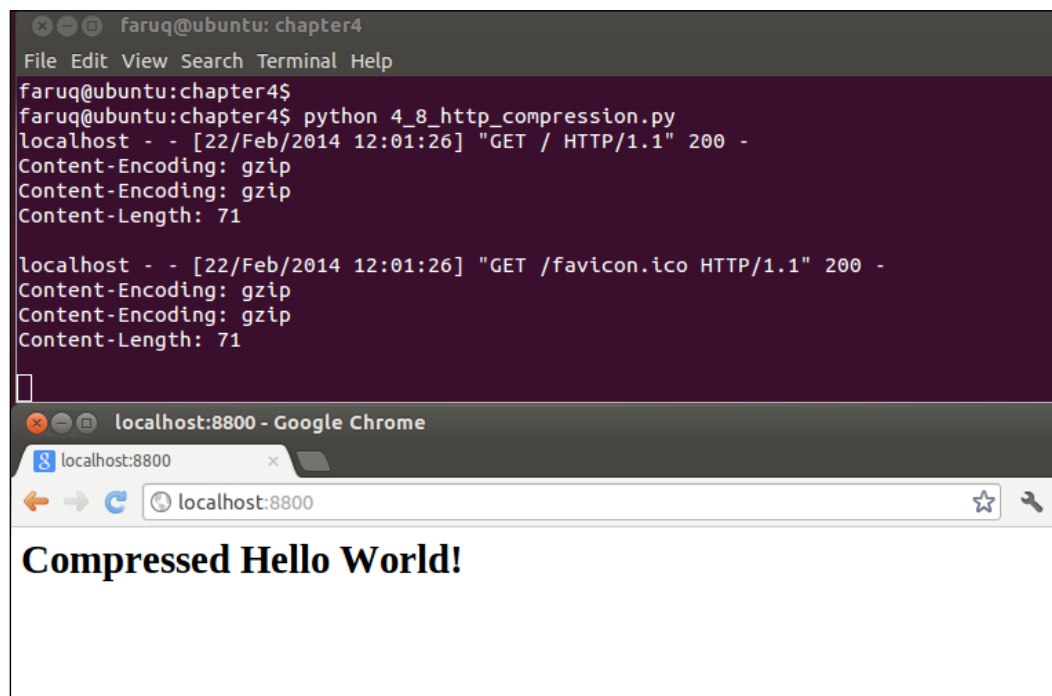 faruq@ubuntu: chapter4
File Edit View Search Terminal Help
faruq@ubuntu:chapter4$
faruq@ubuntu:chapter4$ python 4_8_http_compression.py
localhost - - [22/Feb/2014 12:01:26] "GET / HTTP/1.1" 200 -
Content-Encoding: gzip
Content-Encoding: gzip
Content-Length: 71
localhost - - [22/Feb/2014 12:01:26] "GET /favicon.ico HTTP/1.1" 200 -
Content-Encoding: gzip
Content-Encoding: gzip
Content-Length: 71
localhost:8800 - Google Chrome
8 localhost:8800
localhost:8800
Compressed Hello World!